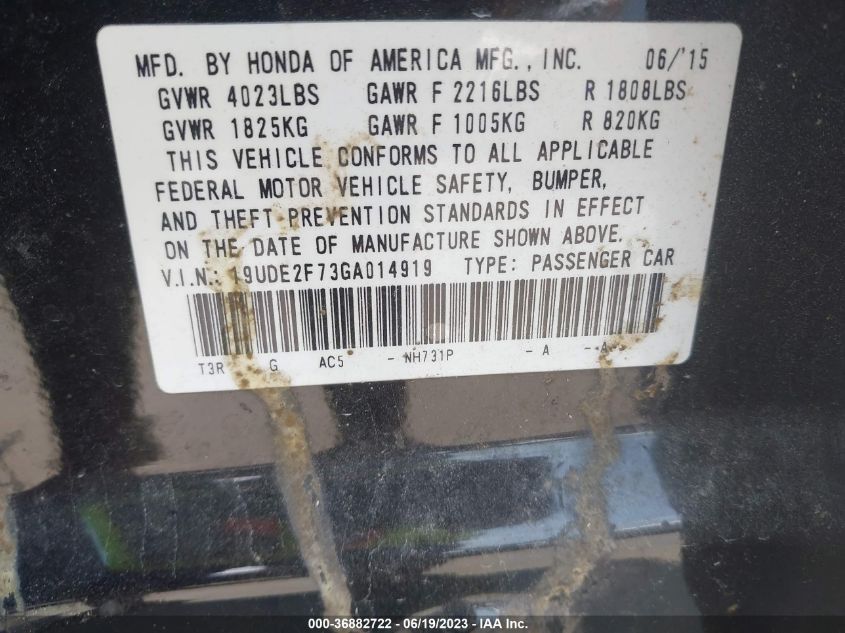 MFD. BY HONDA OF AMERICA MFG., INC. 06/'15
GVWR 4023LBS GAWR F 2216LBS R 1808LBS
GVWR 1825KG GAWR F 1005KG R 820KG
THIS VEHICLE CONFORMS TO ALL APPLICABLE
FEDERAL MOTOR VEHICLE SAFETY, BUMPER,
AND THEFT PREVENTION STANDARDS IN EFFECT
ON THE DATE OF MANUFACTURE SHOWN ABOVE.
V.I.N.: 19UDE2F73GA014919 TYPE: PASSENGER CAR
T3R G AC5 - NH731P - A - -A-
000-36882722 - 06/19/2023 - IAA Inc.